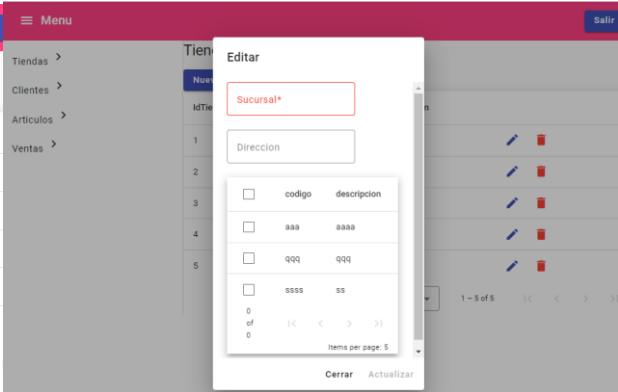 Menu
Salir
Tiendas
Clientes
Articulos
Ventas
Tien
Nuev
IdTie
n
1
2
3
4
5
1 – 5 of 5
Editar
Sucursal*
Direccion
codigo descripcion
aaa aaaa
qqq qqq
ssss ss
0
of
0
Items per page: 5
Cerrar Actualizar